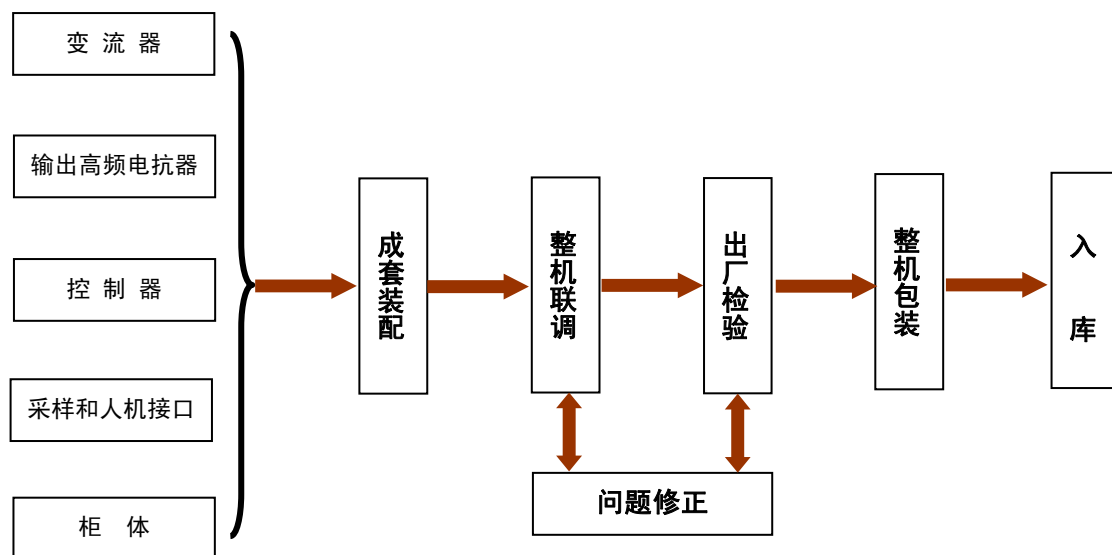 变 流 器
输出高频电抗器
控 制 器
采样和人机接口
柜 体
成套装配
整机联调
出厂检验
整机包装
入库
问题修正